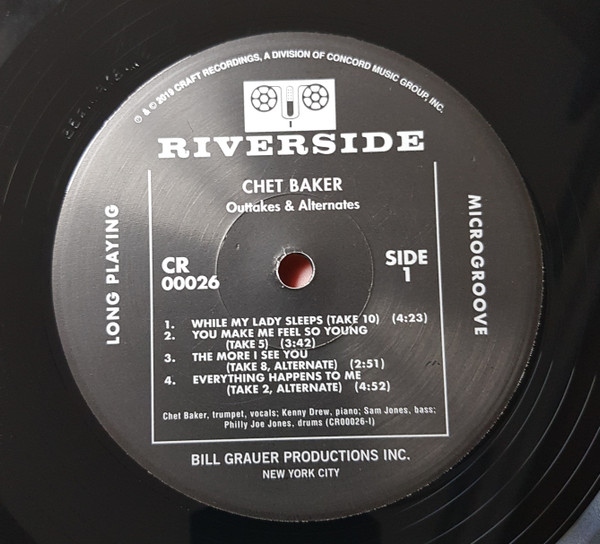 ℗ & © 2019 CRAFT RECORDINGS, A DIVISION OF CONCORD MUSIC GROUP, INC.
RIVERSIDE
CHET BAKER
Outtakes & Alternates
LONG PLAYING
MICROGROOVE
CR
00026
SIDE
1
1. WHILE MY LADY SLEEPS (TAKE 10) (4:23)
2. YOU MAKE ME FEEL SO YOUNG
(TAKE 5) (3:42)
3. THE MORE I SEE YOU
(TAKE 8, ALTERNATE) (2:51)
4. EVERYTHING HAPPENS TO ME
(TAKE 2, ALTERNATE) (4:52)
Chet Baker, trumpet, vocals; Kenny Drew, piano; Sam Jones, bass;
Philly Joe Jones, drums (CR00026-I)
BILL GRAUER PRODUCTIONS INC.
NEW YORK CITY